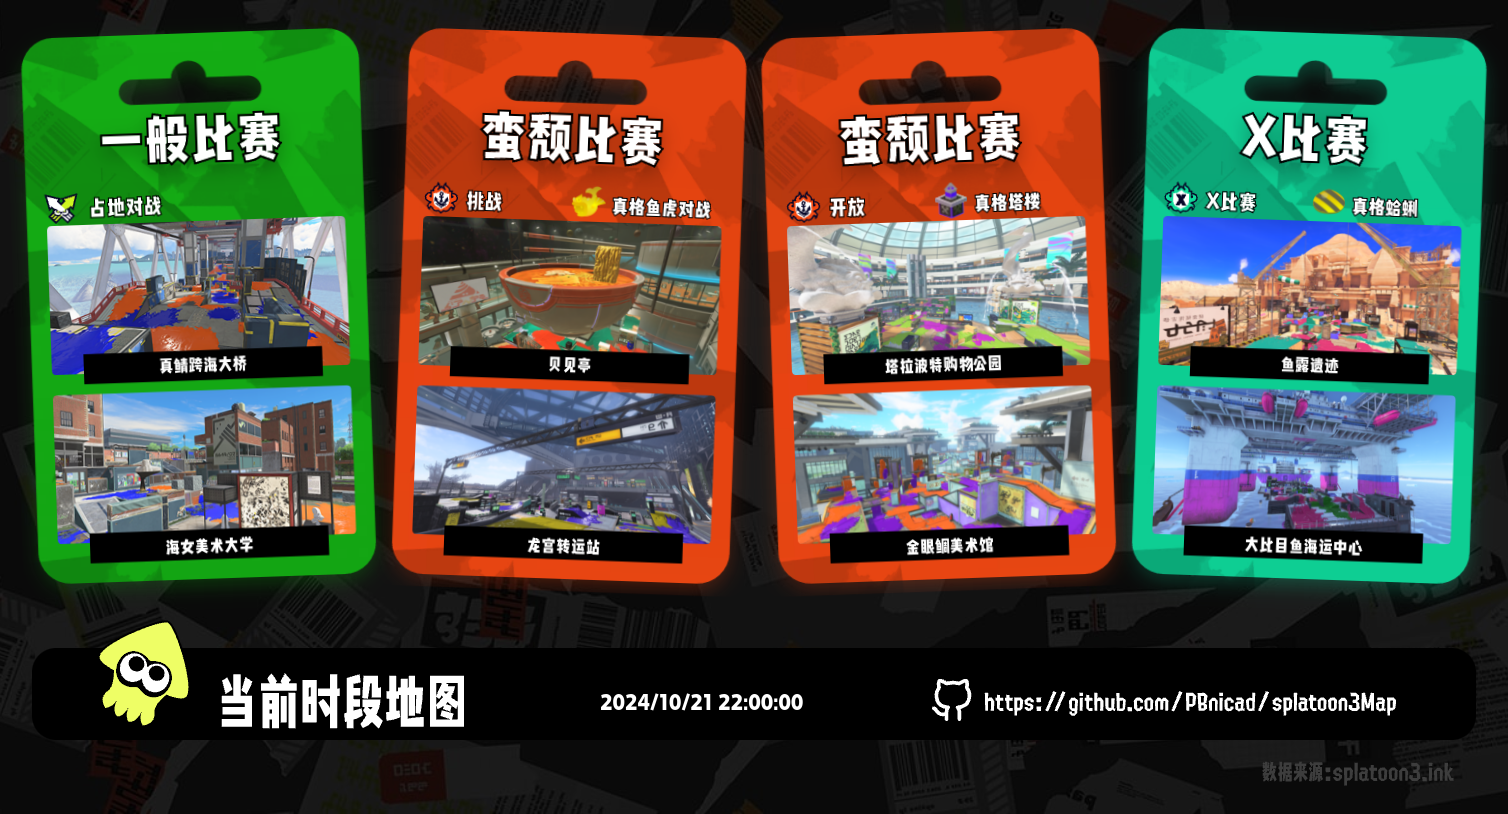 一般比赛
占地对战
真鲭跨海大桥
海女美术大学
蛮颓比赛
挑战
真格鱼虎对战
贝见亭
龙宫转运站
蛮颓比赛
开放
真格塔楼
塔拉波特购物公园
金眼鲷美术馆
X比赛
X比赛
真格蛤蜊
鱼露遗迹
大比目鱼海运中心
当前时段地图
2024/10/21 22:00:00
https://github.com/PBnicad/splatoon3Map
数据来源:splatoon3.ink